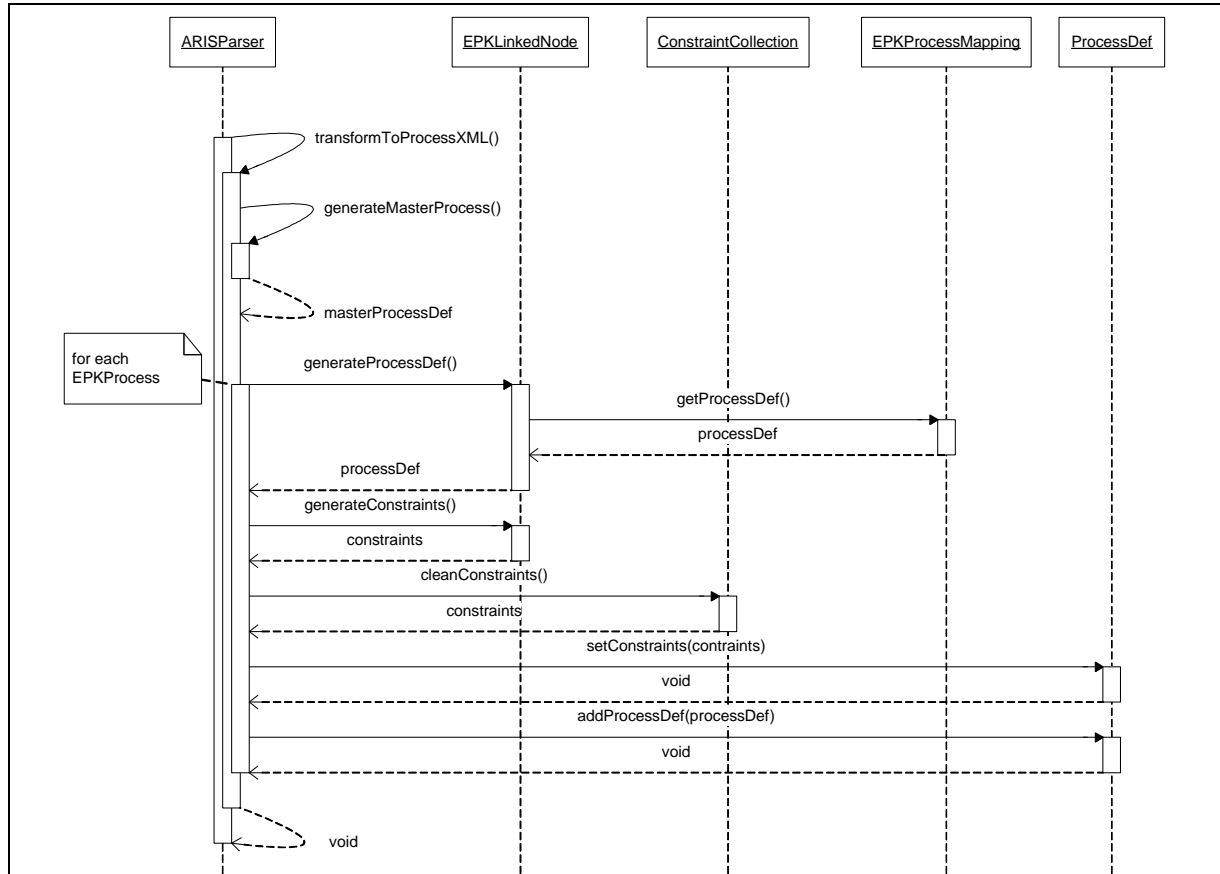 ARISParser
EPKLinkedNode
ConstraintCollection
EPKProcessMapping
ProcessDef
transformToProcessXML()
generateMasterProcess()
masterProcessDef
for each
EPKProcess
generateProcessDef()
getProcessDef()
processDef
processDef
generateConstraints()
constraints
cleanConstraints()
constraints
setConstraints(contraints)
void
addProcessDef(processDef)
void
void